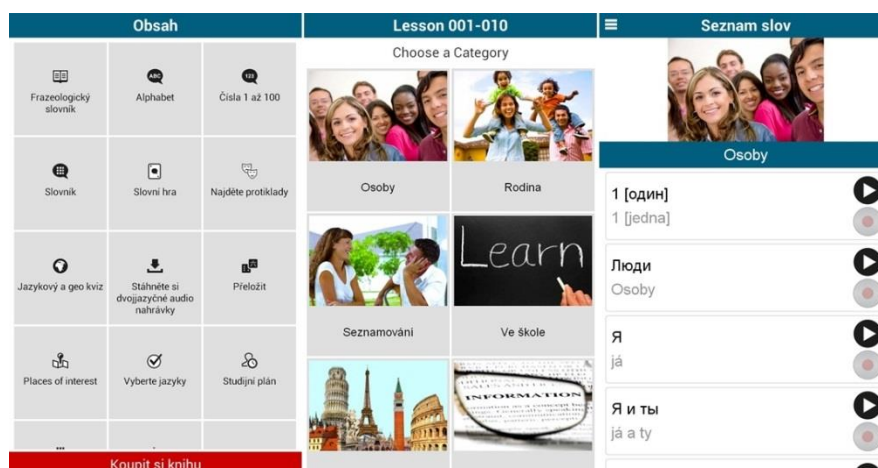 Obsah
Frazeologický
slovník
Alphabet
Čísla 1 až 100
Slovník
Slovní hra
Najděte protiklady
Jazykový a geo kviz
Stáhněte si
dvojjazyčné audio
nahrávky
Přeložit
Places of interest
Vyberte jazyky
Studijní plán
Koupit si knihu
Lesson 001-010
Choose a Category
Osoby
Rodina
Seznamování
Learn
Ve škole
INFORMATION
Seznam slov
Osoby
1 [один]
1 [jedna]
Люди
Osoby
Я
já
Я и ты
já a ty